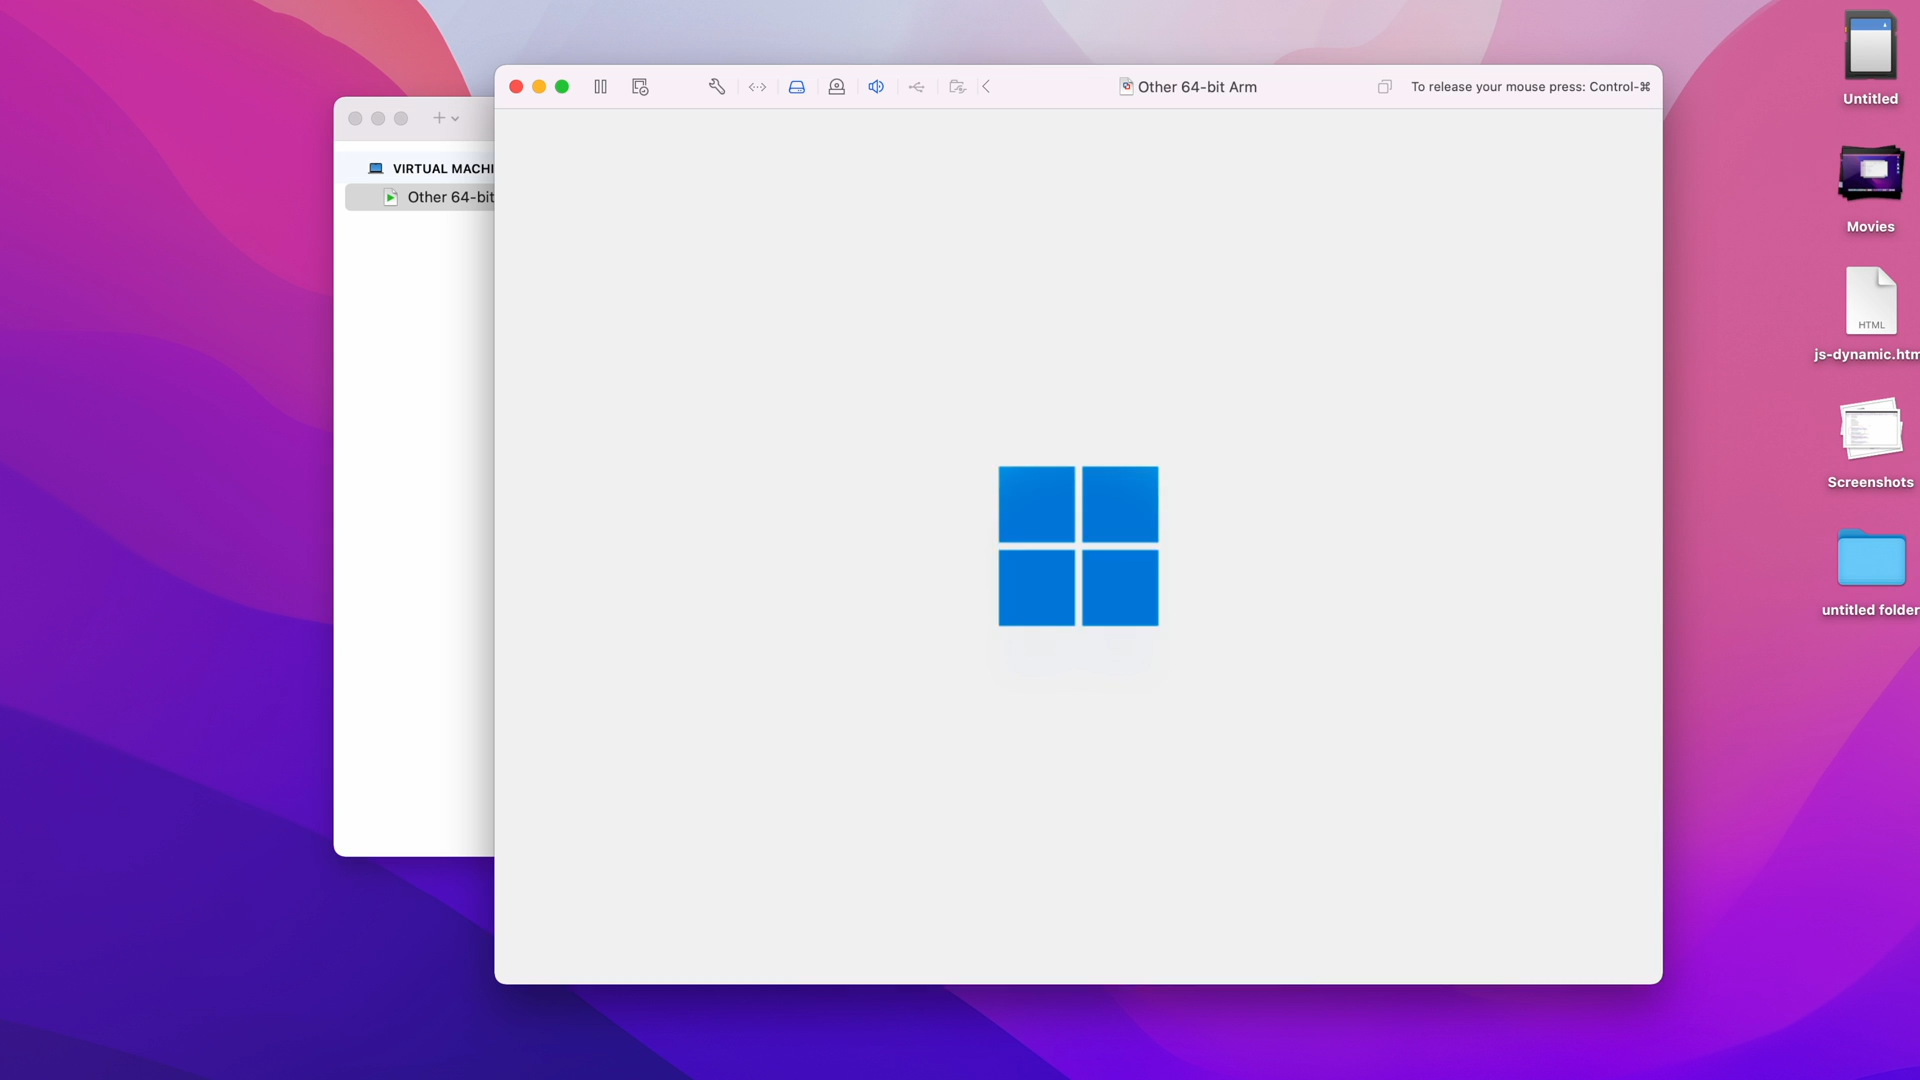 Other 64-bit Arm
To release your mouse press: Control-⌘
VIRTUAL MACHI
Other 64-bit
Untitled
Movies
HTML
js-dynamic.htm
Screenshots
untitled folder